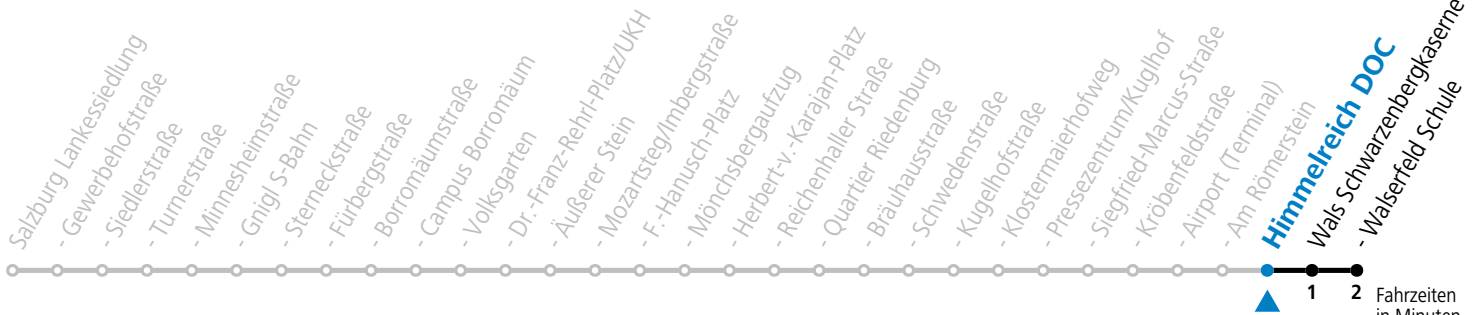 Salzburg Lankessiedlung
- Gewerbehofstraße
- Siedlerstraße
- Turnerstraße
- Minnesheimstraße
- Gnigl S-Bahn
- Sterneckstraße
- Fürbergstraße
- Borromäumstraße
- Campus Borromäum
- Volksgarten
- Dr.-Franz-Rehrl-Platz/UKH
- Äußerer Stein
- Mozartsteg/Imbergstraße
- F.-Hanusch-Platz
- Mönchsbergaufzug
- Herbert-v.-Karajan-Platz
- Reichenhaller Straße
- Quartier Riedenburg
- Bräuhausstraße
- Schwedenstraße
- Kugelhofstraße
- Klostermaierhofweg
- Pressezentrum/Kuglhof
- Siegfried-Marcus-Straße
- Kröbenfeldstraße
- Airport (Terminal)
- Am Römerstein
Himmelreich DOC
Wals Schwarzenbergkaserne
- Walserfeld Schule
1 2 Fahrzeiten
in Minuten